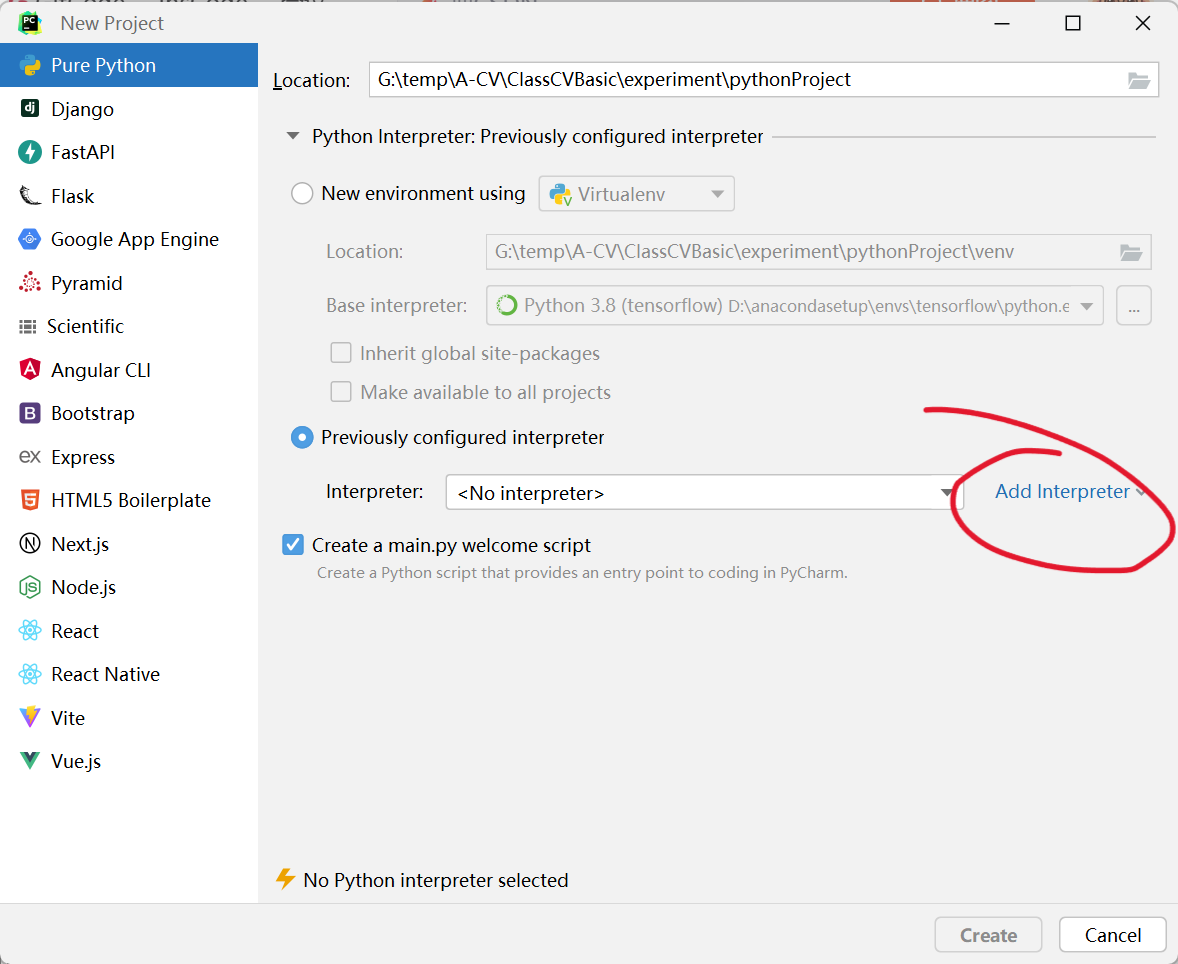 New Project
Pure Python
Django
FastAPI
Flask
Google App Engine
Pyramid
Scientific
Angular CLI
Bootstrap
ex Express
HTML5 Boilerplate
Next.js
Node.js
React
React Native
Vite
Vue.js
Location: G:\temp\A-CV\ClassCVBasic\experiment\pythonProject
Python Interpreter: Previously configured interpreter
New environment using Virtualenv
Location: G:\temp\A-CV\ClassCVBasic\experiment\pythonProject\venv
Base interpreter: Python 3.8 (tensorflow) D:\anacondasetup\envs\tensorflow\python.e ...
Inherit global site-packages
Make available to all projects
Previously configured interpreter
Interpreter: <No interpreter> Add Interpreter
Create a main.py welcome script
Create a Python script that provides an entry point to coding in PyCharm.
No Python interpreter selected
Create Cancel